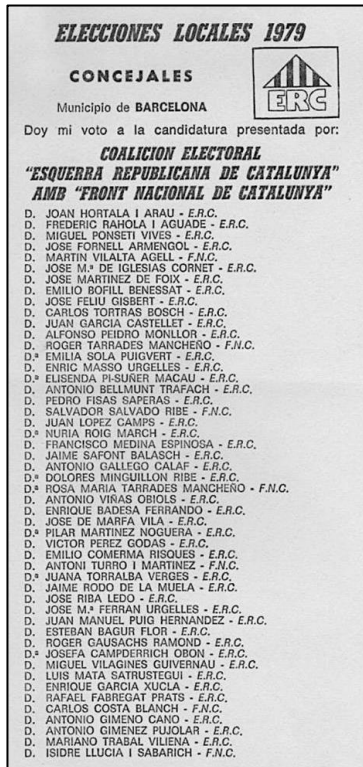 ELECCIONES LOCALES 1979
CONCEJALES
ERC
Municipio de BARCELONA
Doy mi voto a la candidatura presentada por:
COALICION ELECTORAL
"ESQUERRA REPUBLICANA DE CATALUNYA"
AMB "FRONT NACIONAL DE CATALUNYA"
D. JOAN HORTALA I ARAU - E.R.C.
D. FREDERIC RAHOLA I AGUADE - E.R.C.
D. MIGUEL PONSETI VIVES - E.R.C.
D. JOSE FORNELL ARMENGOL - E.R.C.
D. MARTIN VILALTA AGELL - F.N.C.
D. JOSE M.ª DE IGLESIAS CORNET - E.R.C.
D. JOSE MARTINEZ DE FOIX - E.R.C.
D. EMILIO BOFILL BENESSAT - E.R.C.
D. JOSE FELIU GISBERT - E.R.C.
D. CARLOS TORTRAS BOSCH - E.R.C.
D. JUAN GARCIA CASTELLET - E.R.C.
D. ALFONSO PEIDRO MONLLOR - E.R.C.
D. ROGER TARRADES MANCHEÑO - F.N.C.
D.ª EMILIA SOLA PUIGVERT - E.R.C.
D. ENRIC MASSO URGELLES - E.R.C.
D.ª ELISENDA PI-SUÑER MACAU - E.R.C.
D. ANTONIO BELLMUNT TRAFACH - E.R.C.
D. PEDRO FISAS SAPERAS - E.R.C.
D. SALVADOR SALVADO RIBE - F.N.C.
D. JUAN LOPEZ CAMPS - E.R.C.
D.ª NURIA ROIG MARCH - E.R.C.
D. FRANCISCO MEDINA ESPINOSA - E.R.C.
D. JAIME SAFONT BALASCH - E.R.C.
D. ANTONIO GALLEGO CALAF - E.R.C.
D.ª DOLORES MINGUILLON RIBE - E.R.C.
D.ª ROSA MARIA TARRADES MANCHEÑO - F.N.C.
D. ANTONIO VIÑAS OBIOLS - E.R.C.
D. ENRIQUE BADESA FERRANDO - E.R.C.
D. JOSE DE MARFA VILA - E.R.C.
D.ª PILAR MARTINEZ NOGUERA - E.R.C.
D. VICTOR PEREZ GODAS - E.R.C.
D. EMILIO COMERMA RISQUES - E.R.C.
D. ANTONI TURRO I MARTINEZ - F.N.C.
D.ª JUANA TORRALBA VERGES - E.R.C.
D. JAIME RODO DE LA MUELA - E.R.C.
D. JOSE RIBA LEDO - E.R.C.
D. JOSE M.ª FERRAN URGELLES - E.R.C.
D. JUAN MANUEL PUIG HERNANDEZ - E.R.C.
D. ESTEBAN BAGUR FLOR - E.R.C.
D. ROGER GAUSACHS RAMOND - E.R.C.
D.ª JOSEFA CAMPDERRICH OBON - E.R.C.
D. MIGUEL VILAGINES GUIVERNAU - E.R.C.
D. LUIS MATA SATRUSTEGUI - E.R.C.
D. ENRIQUE GARCIA XUCLA - E.R.C.
D. RAFAEL FABREGAT PRATS - E.R.C.
D. CARLOS COSTA BLANCH - F.N.C.
D. ANTONIO GIMENO CANO - E.R.C.
D. ANTONIO GIMENEZ PUJOLAR - E.R.C.
D. MARIANO TRABAL VILIENA - E.R.C.
D. ISIDRE LLUCIA I SABARICH - F.N.C.